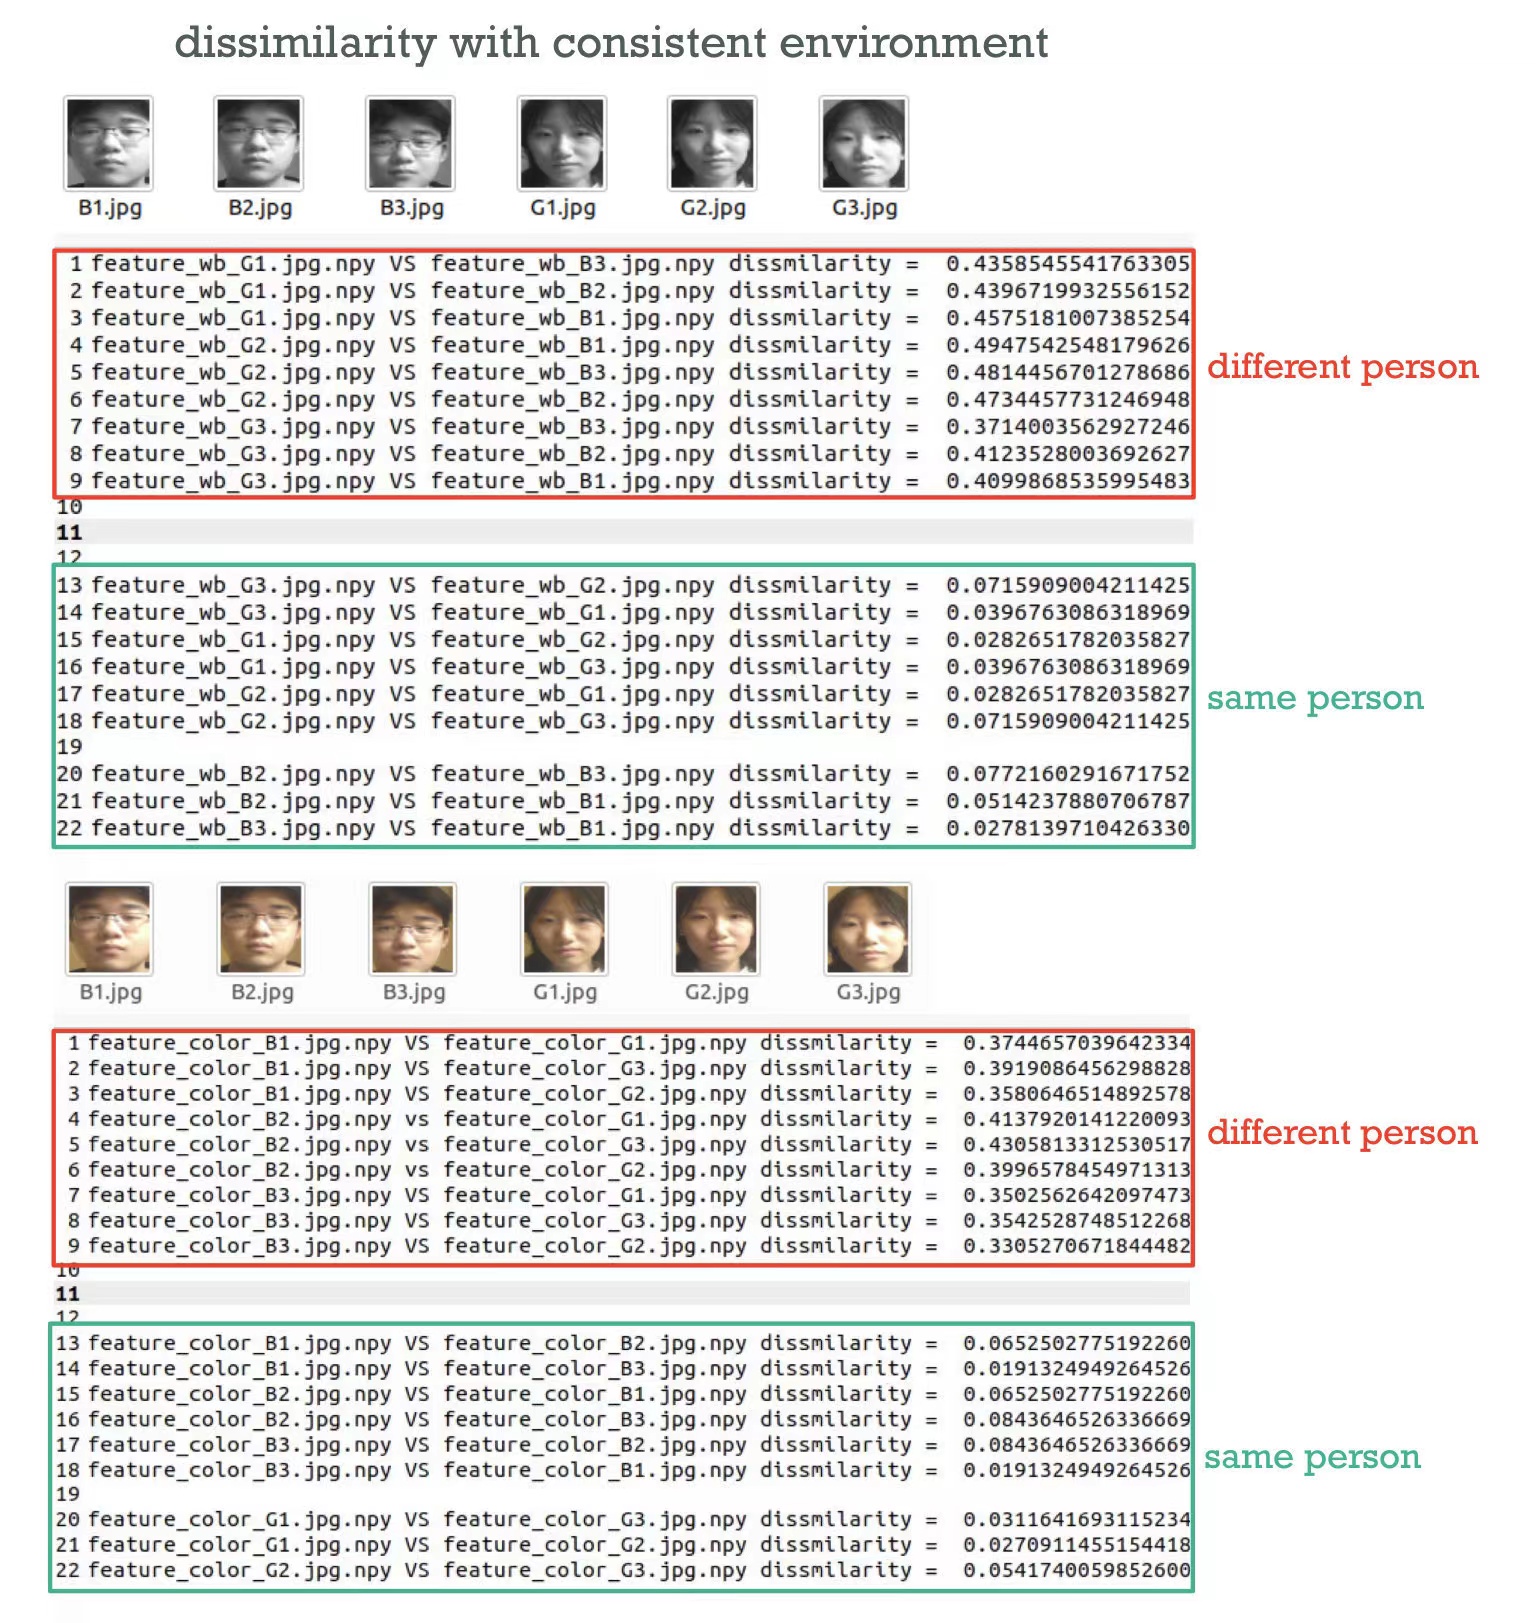 dissimilarity with consistent environment
B1.jpg B2.jpg B3.jpg G1.jpg G2.jpg G3.jpg
1 feature_wb_G1.jpg.npy VS feature_wb_B3.jpg.npy dissmilarity = 0.4358545541763305
2 feature_wb_G1.jpg.npy VS feature_wb_B2.jpg.npy dissmilarity = 0.4396719932556152
3 feature_wb_G1.jpg.npy VS feature_wb_B1.jpg.npy dissmilarity = 0.4575181007385254
4 feature_wb_G2.jpg.npy VS feature_wb_B1.jpg.npy dissmilarity = 0.4947542548179626
5 feature_wb_G2.jpg.npy VS feature_wb_B3.jpg.npy dissmilarity = 0.4814456701278686
6 feature_wb_G2.jpg.npy VS feature_wb_B2.jpg.npy dissmilarity = 0.4734457731246948
7 feature_wb_G3.jpg.npy VS feature_wb_B3.jpg.npy dissmilarity = 0.3714003562927246
8 feature_wb_G3.jpg.npy VS feature_wb_B2.jpg.npy dissmilarity = 0.4123528003692627
9 feature_wb_G3.jpg.npy VS feature_wb_B1.jpg.npy dissmilarity = 0.4099868535995483
different person
10
11
12
13 feature_wb_G3.jpg.npy VS feature_wb_G2.jpg.npy dissmilarity = 0.0715909004211425
14 feature_wb_G3.jpg.npy VS feature_wb_G1.jpg.npy dissmilarity = 0.0396763086318969
15 feature_wb_G1.jpg.npy VS feature_wb_G2.jpg.npy dissmilarity = 0.0282651782035827
16 feature_wb_G1.jpg.npy VS feature_wb_G3.jpg.npy dissmilarity = 0.0396763086318969
17 feature_wb_G2.jpg.npy VS feature_wb_G1.jpg.npy dissmilarity = 0.0282651782035827
18 feature_wb_G2.jpg.npy VS feature_wb_G3.jpg.npy dissmilarity = 0.0715909004211425
19
20 feature_wb_B2.jpg.npy VS feature_wb_B3.jpg.npy dissmilarity = 0.0772160291671752
21 feature_wb_B2.jpg.npy VS feature_wb_B1.jpg.npy dissmilarity = 0.0514237880706787
22 feature_wb_B3.jpg.npy VS feature_wb_B1.jpg.npy dissmilarity = 0.0278139710426330
same person
B1.jpg B2.jpg B3.jpg G1.jpg G2.jpg G3.jpg
1 feature_color_B1.jpg.npy VS feature_color_G1.jpg.npy dissmilarity = 0.3744657039642334
2 feature_color_B1.jpg.npy VS feature_color_G3.jpg.npy dissmilarity = 0.3919086456298828
3 feature_color_B1.jpg.npy VS feature_color_G2.jpg.npy dissmilarity = 0.3580646514892578
4 feature_color_B2.jpg.npy vs feature_color_G1.jpg.npy dissmilarity = 0.4137920141220093
5 feature_color_B2.jpg.npy vs feature_color_G3.jpg.npy dissmilarity = 0.4305813312530517
6 feature_color_B2.jpg.npy vs feature_color_G2.jpg.npy dissmilarity = 0.3996578454971313
7 feature_color_B3.jpg.npy VS feature_color_G1.jpg.npy dissmilarity = 0.3502562642097473
8 feature_color_B3.jpg.npy VS feature_color_G3.jpg.npy dissmilarity = 0.3542528748512268
9 feature_color_B3.jpg.npy VS feature_color_G2.jpg.npy dissmilarity = 0.3305270671844482
different person
10
11
12
13 feature_color_B1.jpg.npy VS feature_color_B2.jpg.npy dissmilarity = 0.0652502775192260
14 feature_color_B1.jpg.npy VS feature_color_B3.jpg.npy dissmilarity = 0.0191324949264526
15 feature_color_B2.jpg.npy VS feature_color_B1.jpg.npy dissmilarity = 0.0652502775192260
16 feature_color_B2.jpg.npy VS feature_color_B3.jpg.npy dissmilarity = 0.0843646526336669
17 feature_color_B3.jpg.npy VS feature_color_B2.jpg.npy dissmilarity = 0.0843646526336669
18 feature_color_B3.jpg.npy VS feature_color_B1.jpg.npy dissmilarity = 0.0191324949264526
19
20 feature_color_G1.jpg.npy VS feature_color_G3.jpg.npy dissmilarity = 0.0311641693115234
21 feature_color_G1.jpg.npy VS feature_color_G2.jpg.npy dissmilarity = 0.0270911455154418
22 feature_color_G2.jpg.npy VS feature_color_G3.jpg.npy dissmilarity = 0.0541740059852600
same person